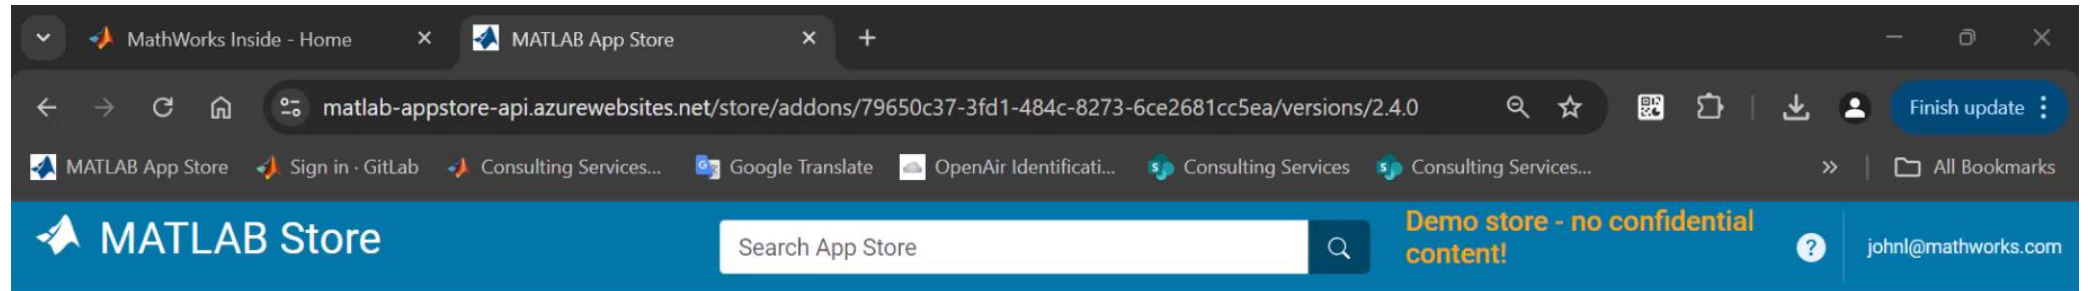 MathWorks Inside - Home
MATLAB App Store
matlab-appstore-api.azurewebsites.net/store/addons/79650c37-3fd1-484c-8273-6ce2681cc5ea/versions/2.4.0
Finish update
MATLAB App Store
Sign in · GitLab
Consulting Services...
Google Translate
OpenAir Identificati...
Consulting Services
Consulting Services...
All Bookmarks
MATLAB Store
Search App Store
Demo store - no confidential
content!
johnl@mathworks.com